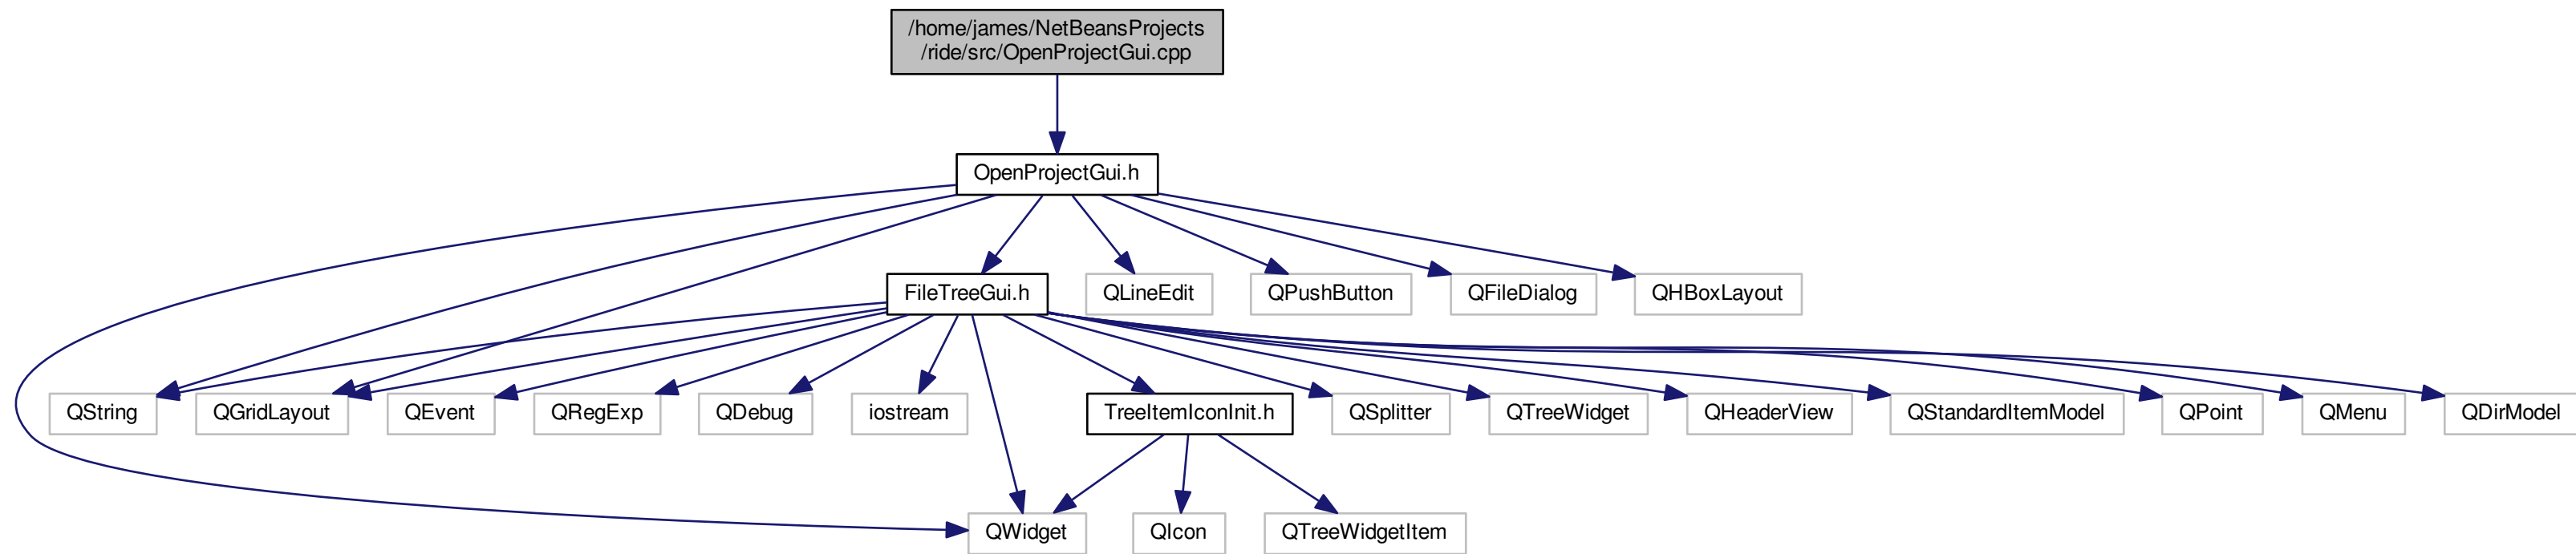 /home/james/NetBeansProjects
/ride/src/OpenProjectGui.cpp
OpenProjectGui.h
FileTreeGui.h
QLineEdit
QPushButton
QFileDialog
QHBoxLayout
QString
QGridLayout
QEvent
QRegExp
QDebug
iostream
TreeItemIconInit.h
QSplitter
QTreeWidget
QHeaderView
QStandardItemModel
QPoint
QMenu
QDirModel
QWidget
QIcon
QTreeWidgetItem